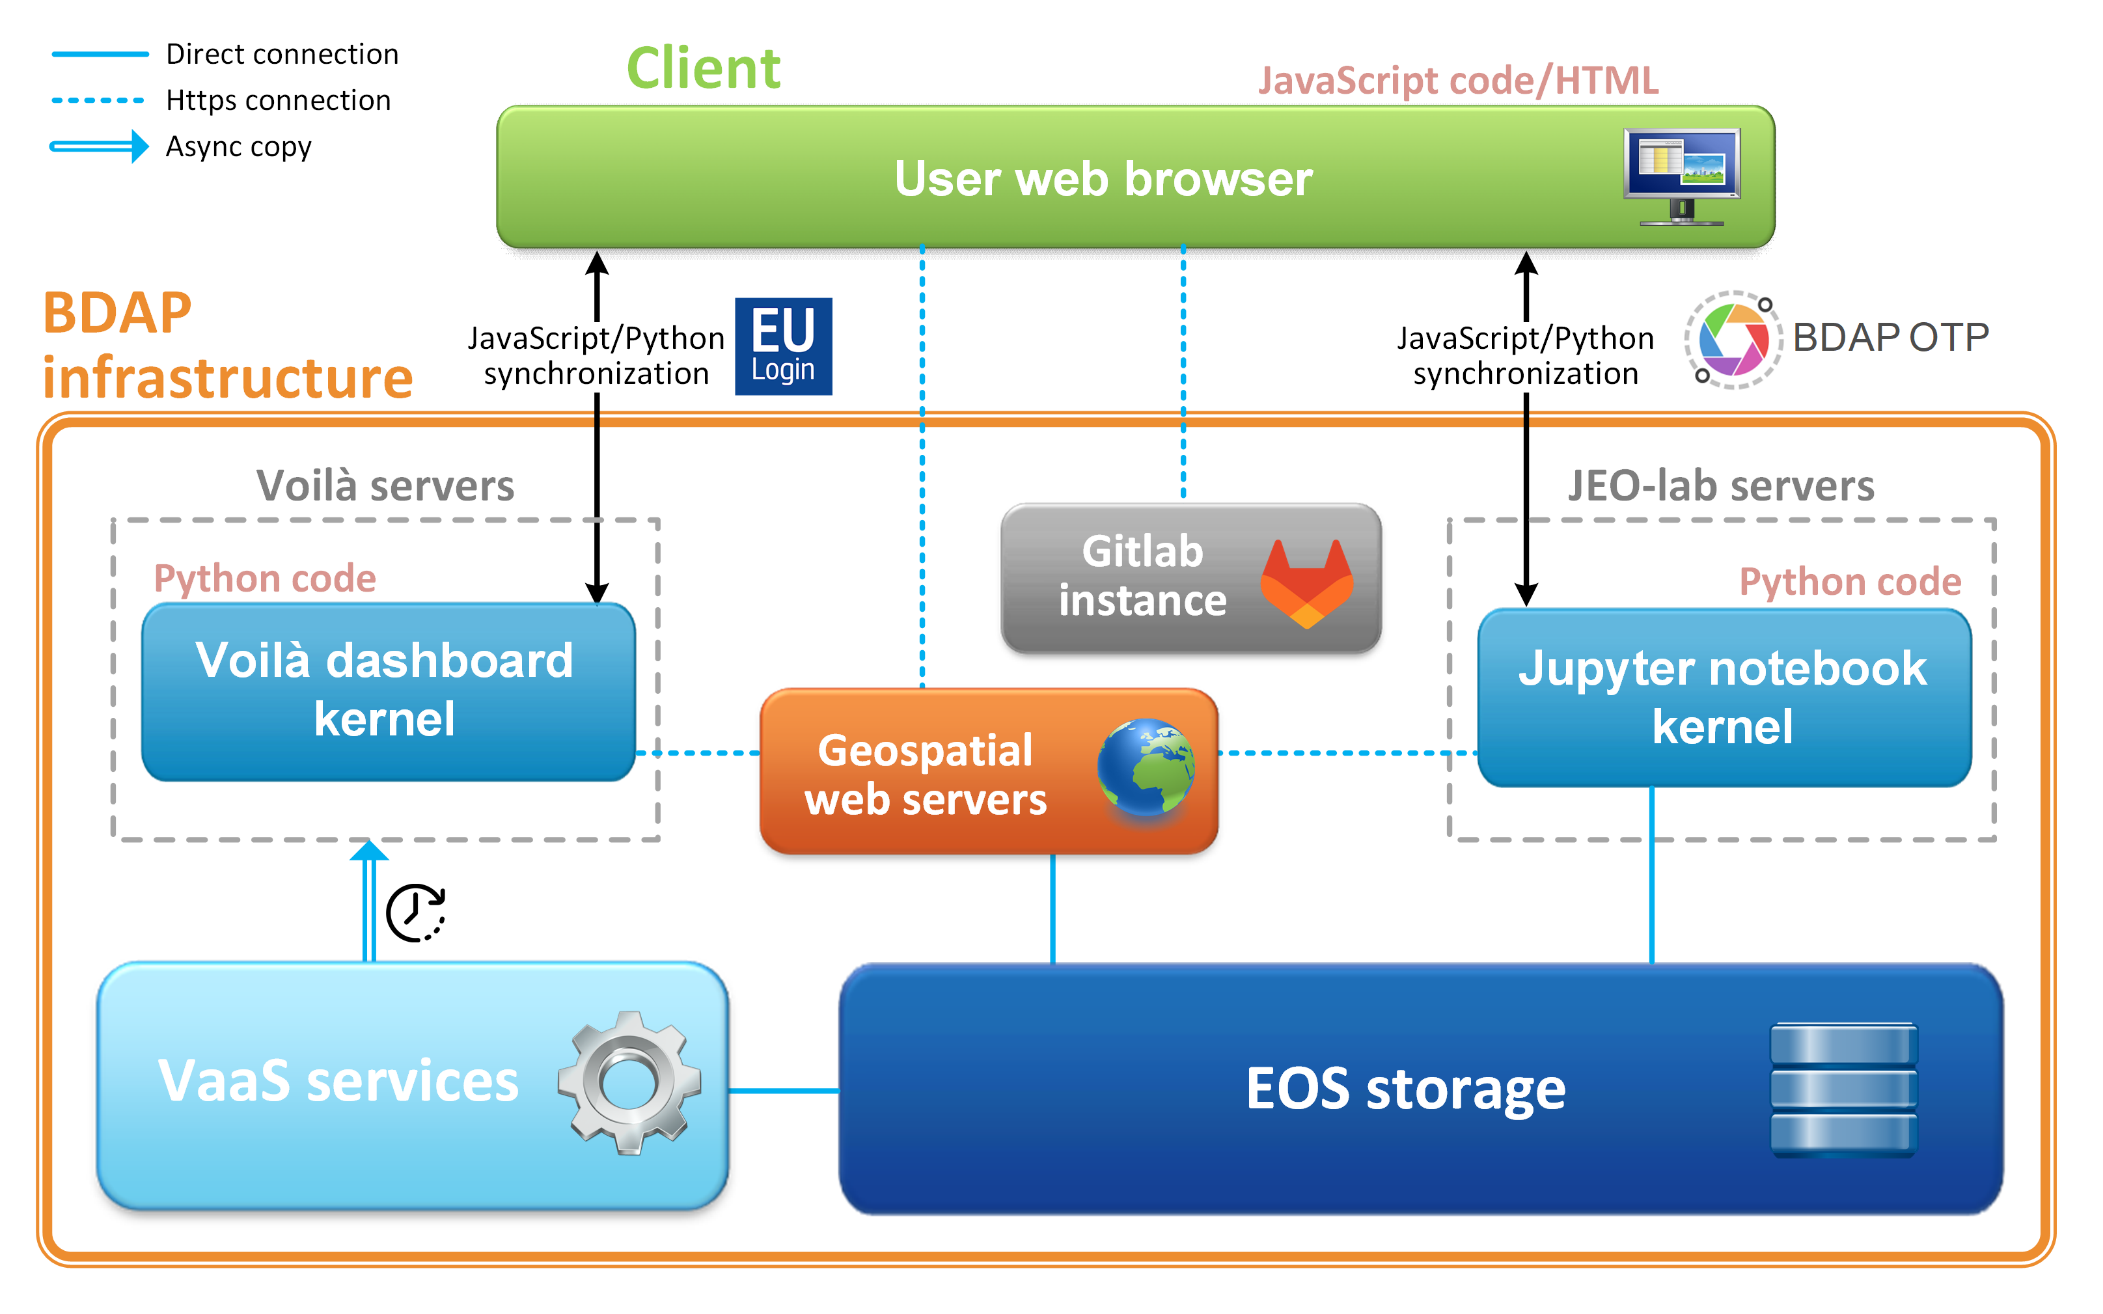 Direct connection
Https connection
Async copy
Client
JavaScript code/HTML
User web browser
BDAP
infrastructure
JavaScript/Python
synchronization
EU
Login
JavaScript/Python
synchronization
BDAP OTP
Voilà servers
JEO-lab servers
Python code
Gitlab
instance
Python code
Voilà dashboard
kernel
Jupyter notebook
kernel
Geospatial
web servers
VaaS services
EOS storage